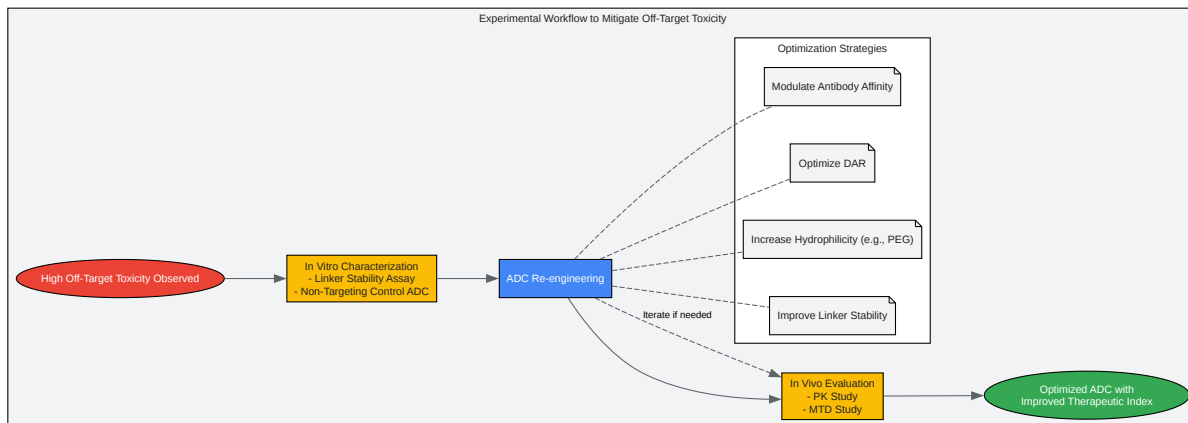 Experimental Workflow to Mitigate Off-Target Toxicity
Optimization Strategies
Modulate Antibody Affinity
Optimize DAR
Increase Hydrophilicity (e.g., PEG)
Improve Linker Stability
High Off-Target Toxicity Observed
In Vitro Characterization
- Linker Stability Assay
- Non-Targeting Control ADC
ADC Re-engineering
Iterate if needed
In Vivo Evaluation
- PK Study
- MTD Study
Optimized ADC with
Improved Therapeutic Index